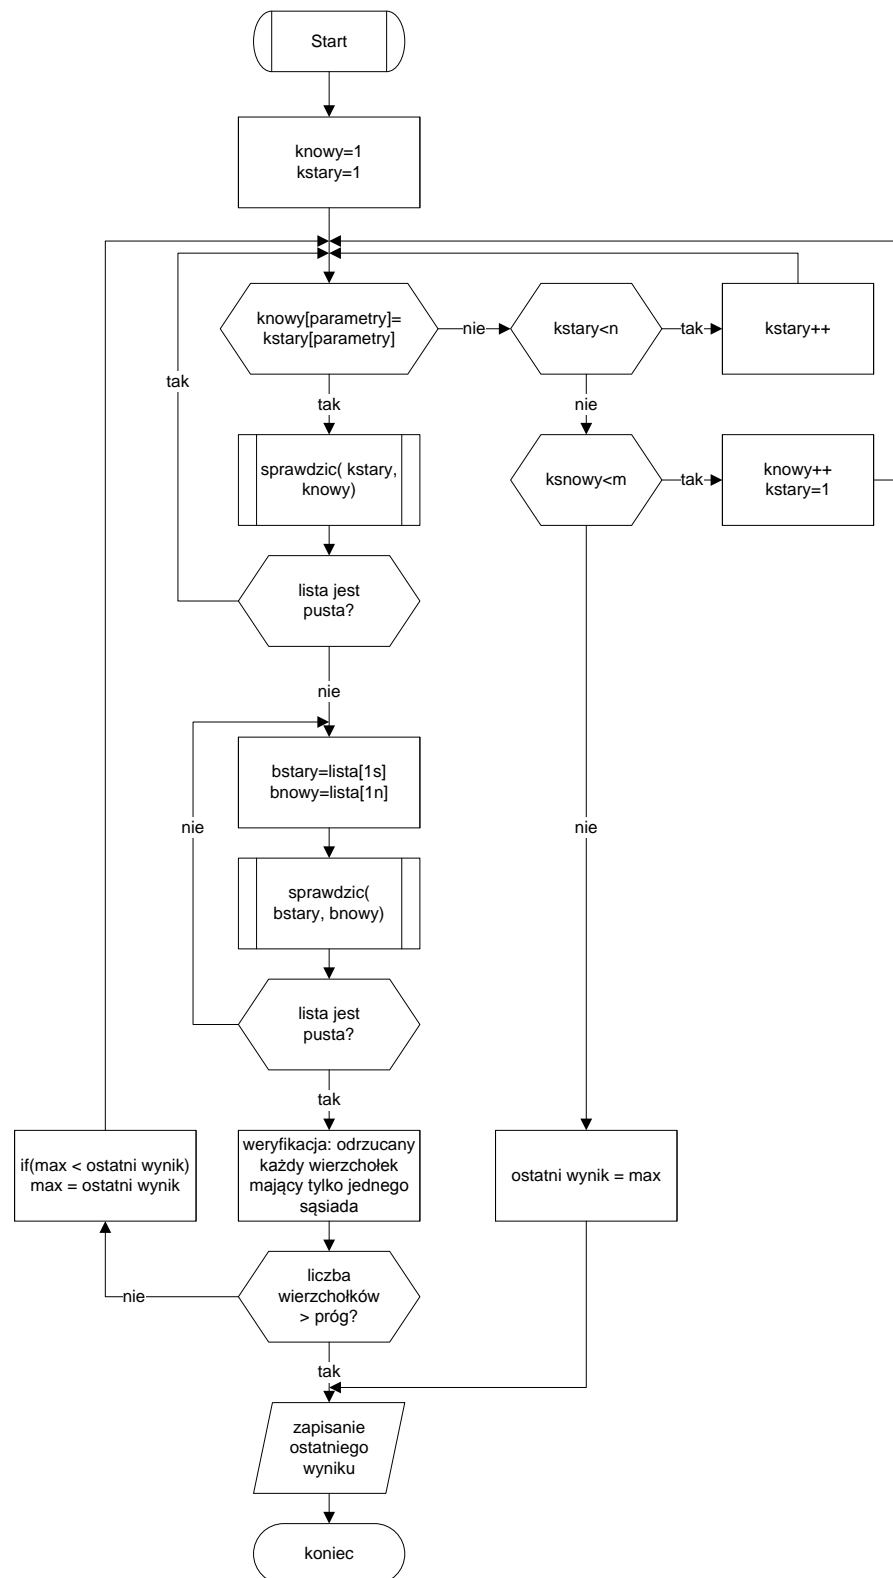 Start
knowy=1
kstary=1
knowy[parametry]=
kstary[parametry]
nie
kstary<n
tak
kstary++
tak
tak
nie
sprawdzic( kstary,
knowy)
ksnowy<m
tak
knowy++
kstary=1
lista jest
pusta?
nie
bstary=lista[1s]
bnowy=lista[1n]
nie
nie
sprawdzic(
bstary, bnowy)
lista jest
pusta?
tak
if(max < ostatni wynik)
max = ostatni wynik
weryfikacja: odrzucany
każdy wierzchołek
mający tylko jednego
sąsiada
ostatni wynik = max
nie
liczba
wierzchołków
> próg?
tak
zapisanie
ostatniego
wyniku
koniec